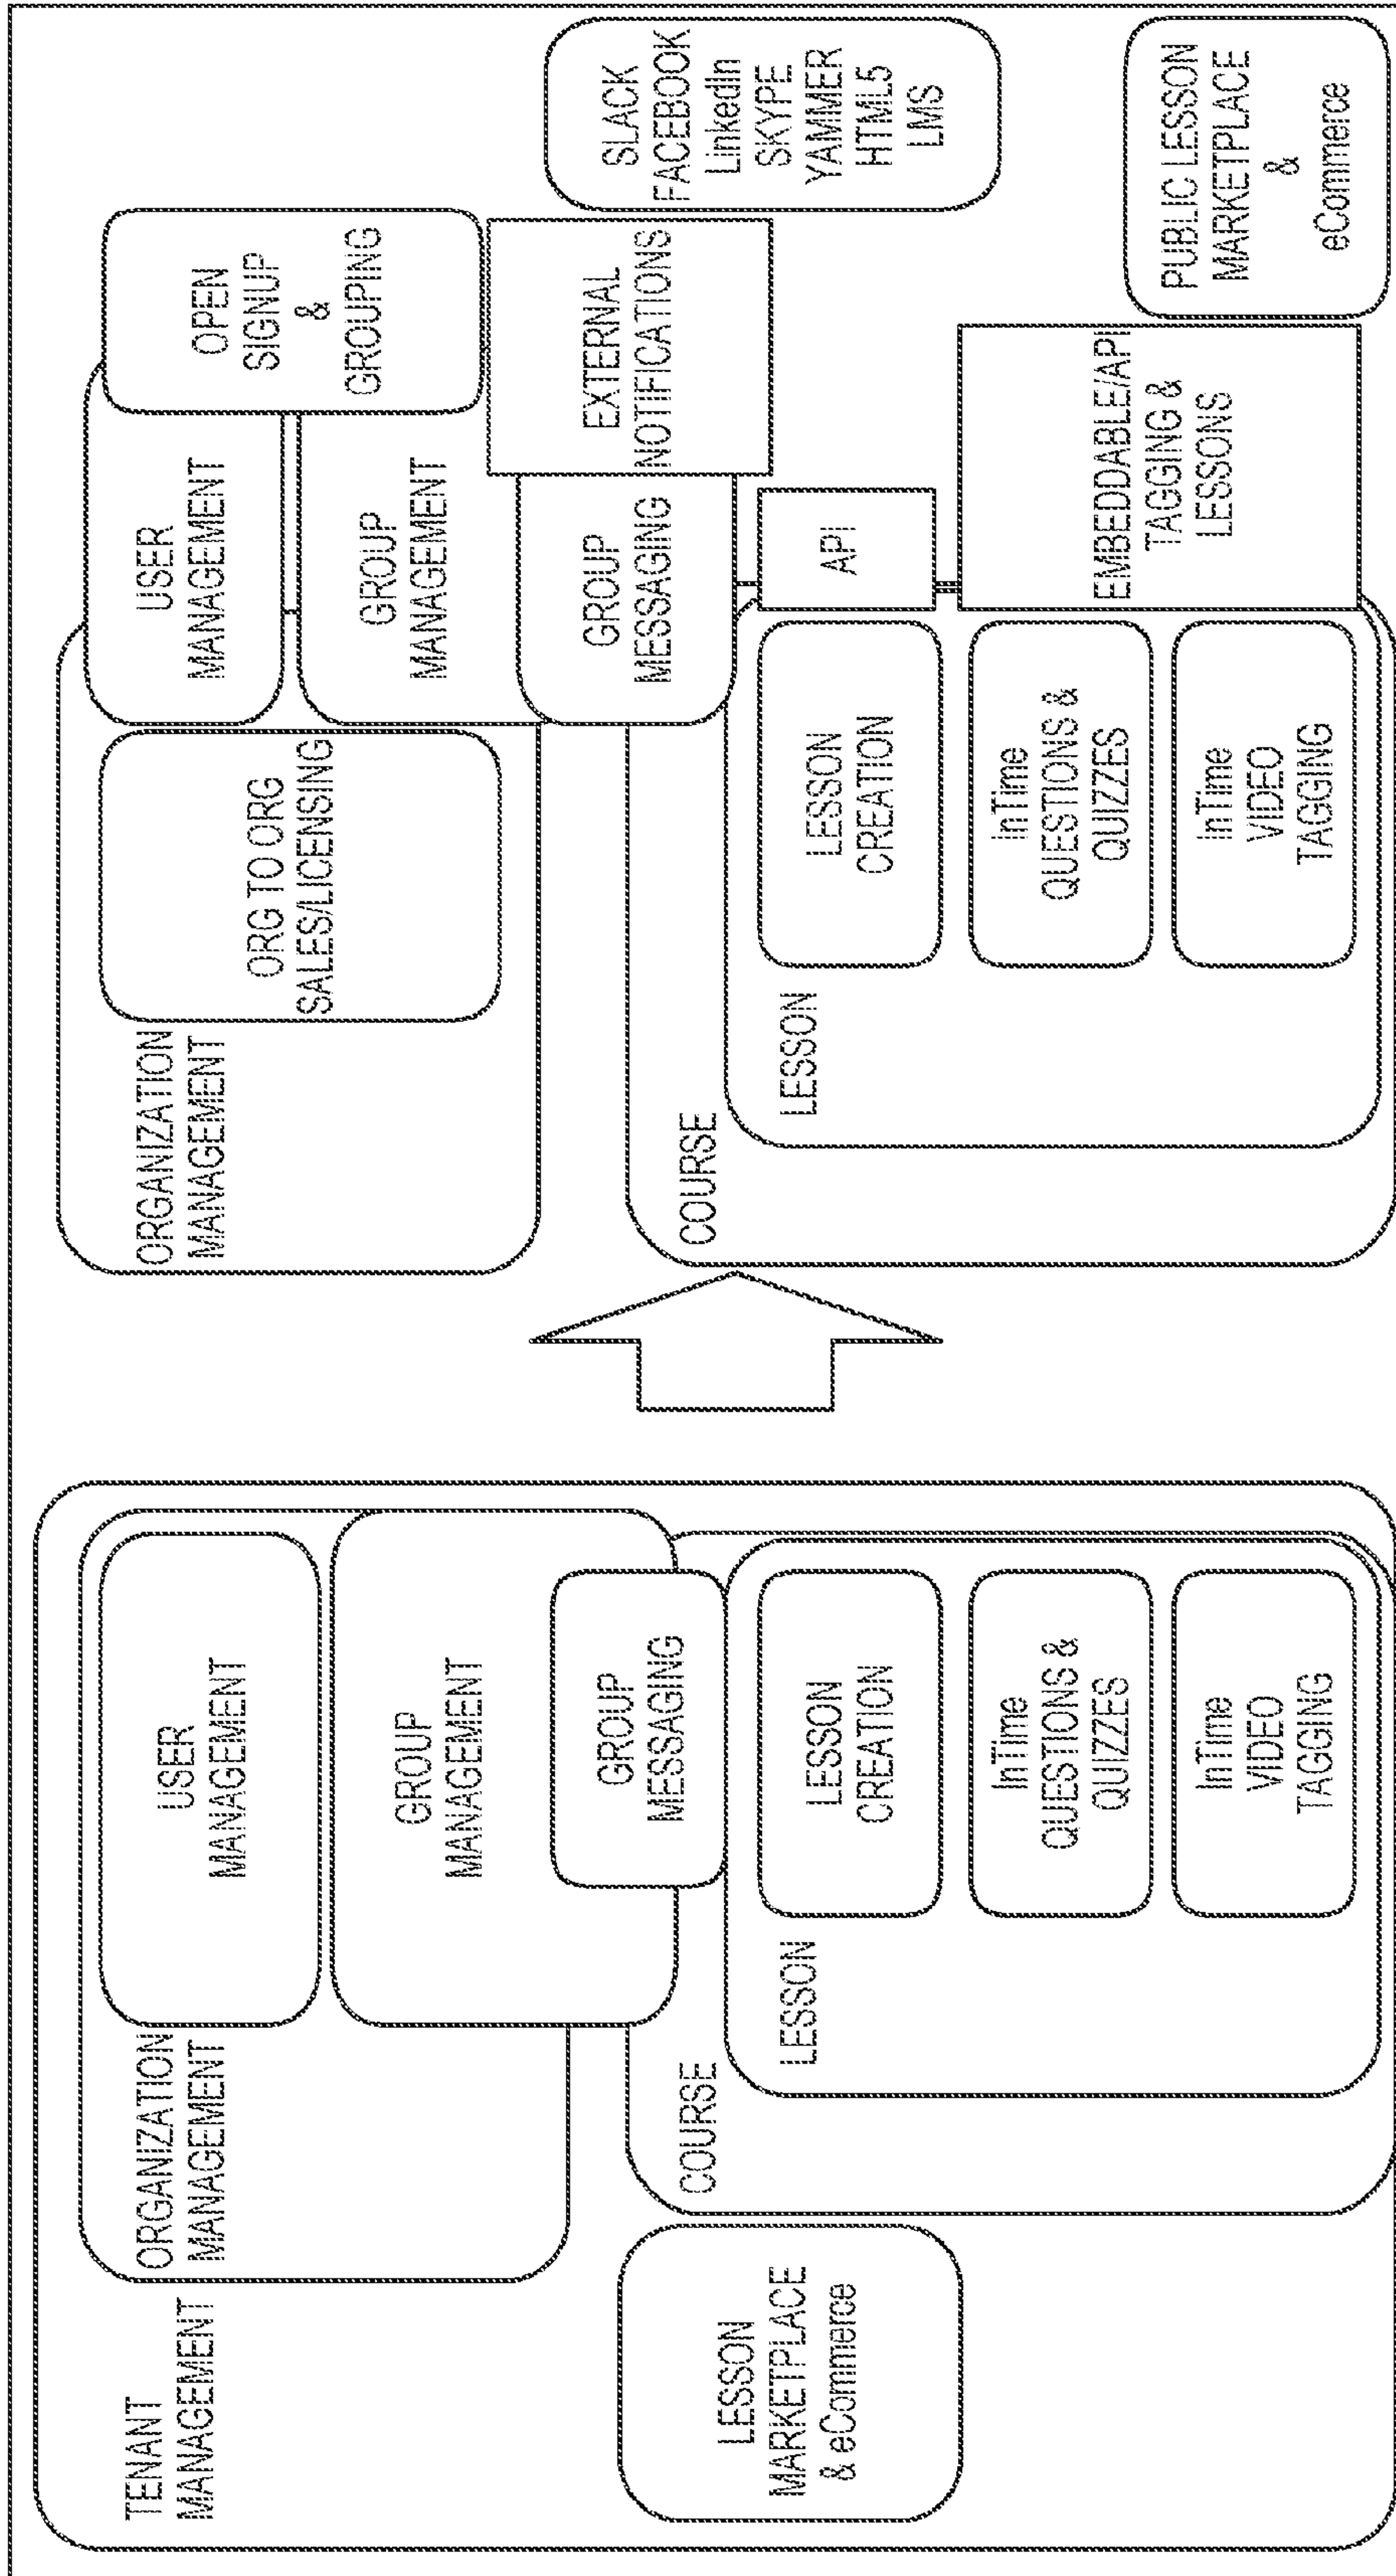 TENANT
MANAGEMENT
ORGANIZATION
MANAGEMENT
USER
MANAGEMENT
GROUP
MANAGEMENT
GROUP
MESSAGING
LESSON
MARKETPLACE
& eCommerce
COURSE
LESSON
LESSON
CREATION
InTime
QUESTIONS &
QUIZZES
InTime
VIDEO
TAGGING
ORGANIZATION
MANAGEMENT
ORG TO ORG
SALES/LICENSING
USER
MANAGEMENT
GROUP
MANAGEMENT
OPEN
SIGNUP
&
GROUPING
GROUP
MESSAGING
EXTERNAL
NOTIFICATIONS
SLACK
FACEBOOK
LinkedIn
SKYPE
YAMMER
HTML5
LMS
COURSE
LESSON
LESSON
CREATION
InTime
QUESTIONS &
QUIZZES
InTime
VIDEO
TAGGING
API
EMBEDDABLE/API
TAGGING &
LESSONS
PUBLIC LESSON
MARKETPLACE
&
eCommerce